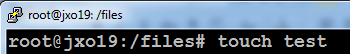 root@jxo19: /files
root@jxo19:/files# touch test